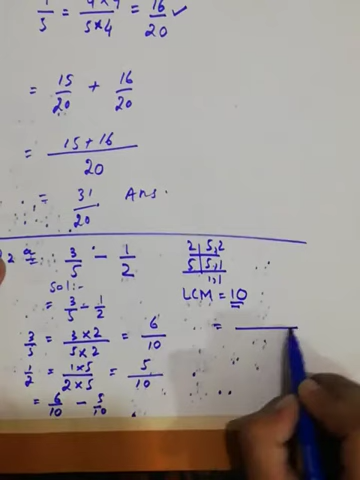 /5 = 4×4/5×4 = 16/20 ✓
= 15/20 + 16/20
= 15+16/20
= 31/20 Ans.
2 a = 3/5 - 1/2
2 | 5,2
5 | 5,1
1,1
Sol:-
= 3/5 - 1/2
LCM = 10
3/5 = 3×2/5×2 = 6/10
=
1/2 = 1×5/2×5 = 5/10
= 6/10 - 5/10